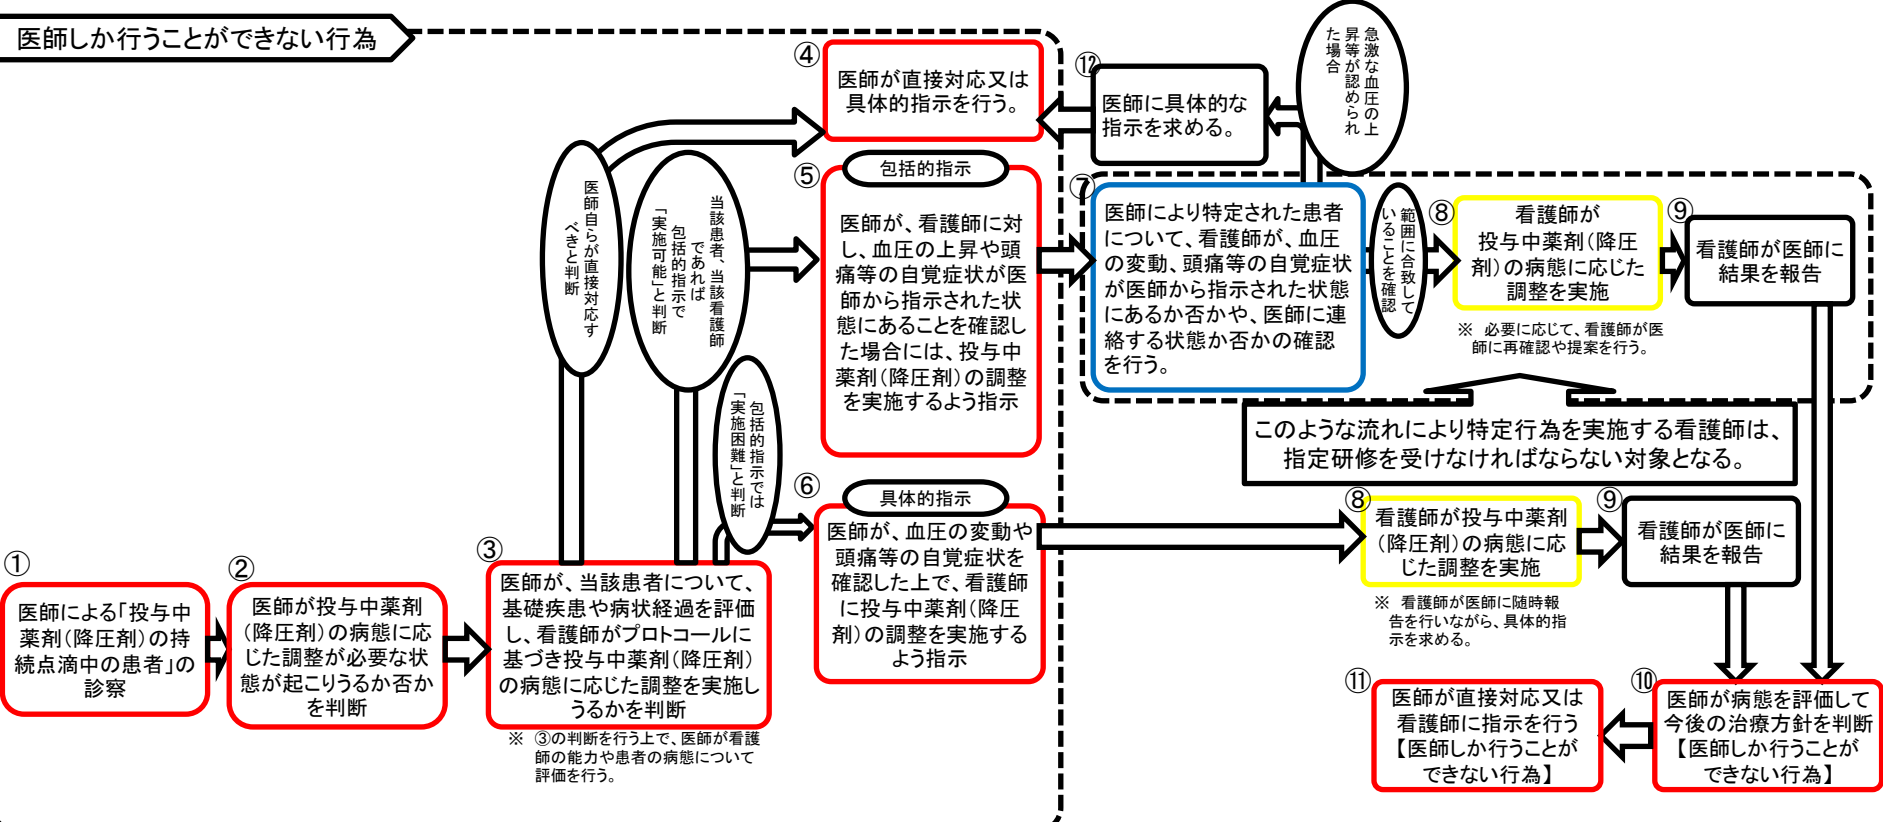 医師しか行うことができない行為
①
医師による「投与中
薬剤（降圧剤）の持
続点滴中の患者」の
診察
②
医師が投与中薬剤
（降圧剤）の病態に応
じた調整が必要な状
態が起こりうるか否か
を判断
③
医師が、当該患者について、
基礎疾患や病状経過を評価
し、看護師がプロトコールに
基づき投与中薬剤（降圧剤）
の病態に応じた調整を実施し
うるかを判断
※　③の判断を行う上で、医師が看護
師の能力や患者の病態について
評価を行う。
医師自らが直接対応す
べきと判断
当該患者、当該看護師
であれば
包括的指示で
「実施可能」と判断
包括的指示では
「実施困難」と判断
④
医師が直接対応又は
具体的指示を行う。
⑤
包括的指示
医師が、看護師に対
し、血圧の上昇や頭
痛等の自覚症状が医
師から指示された状
態にあることを確認し
た場合には、投与中
薬剤（降圧剤）の調整
を実施するよう指示
⑥
具体的指示
医師が、血圧の変動や
頭痛等の自覚症状を
確認した上で、看護師
に投与中薬剤（降圧
剤）の調整を実施する
よう指示
⑫
医師に具体的な
指示を求める。
急激な血圧の上
昇等が認められ
た場合
⑦
医師により特定された患者
について、看護師が、血圧
の変動、頭痛等の自覚症状
が医師から指示された状態
にあるか否かや、医師に連
絡する状態か否かの確認
を行う。
範囲に合致して
いることを確認
⑧
看護師が
投与中薬剤（降圧
剤）の病態に応じた
調整を実施
※　必要に応じて、看護師が医
師に再確認や提案を行う。
⑨
看護師が医師に
結果を報告
このような流れにより特定行為を実施する看護師は、
指定研修を受けなければならない対象となる。
⑧
看護師が投与中薬剤
（降圧剤）の病態に応
じた調整を実施
※　看護師が医師に随時報
告を行いながら、具体的指
示を求める。
⑨
看護師が医師に
結果を報告
⑩
医師が病態を評価して
今後の治療方針を判断
【医師しか行うことが
できない行為】
⑪
医師が直接対応又は
看護師に指示を行う
【医師しか行うことが
できない行為】